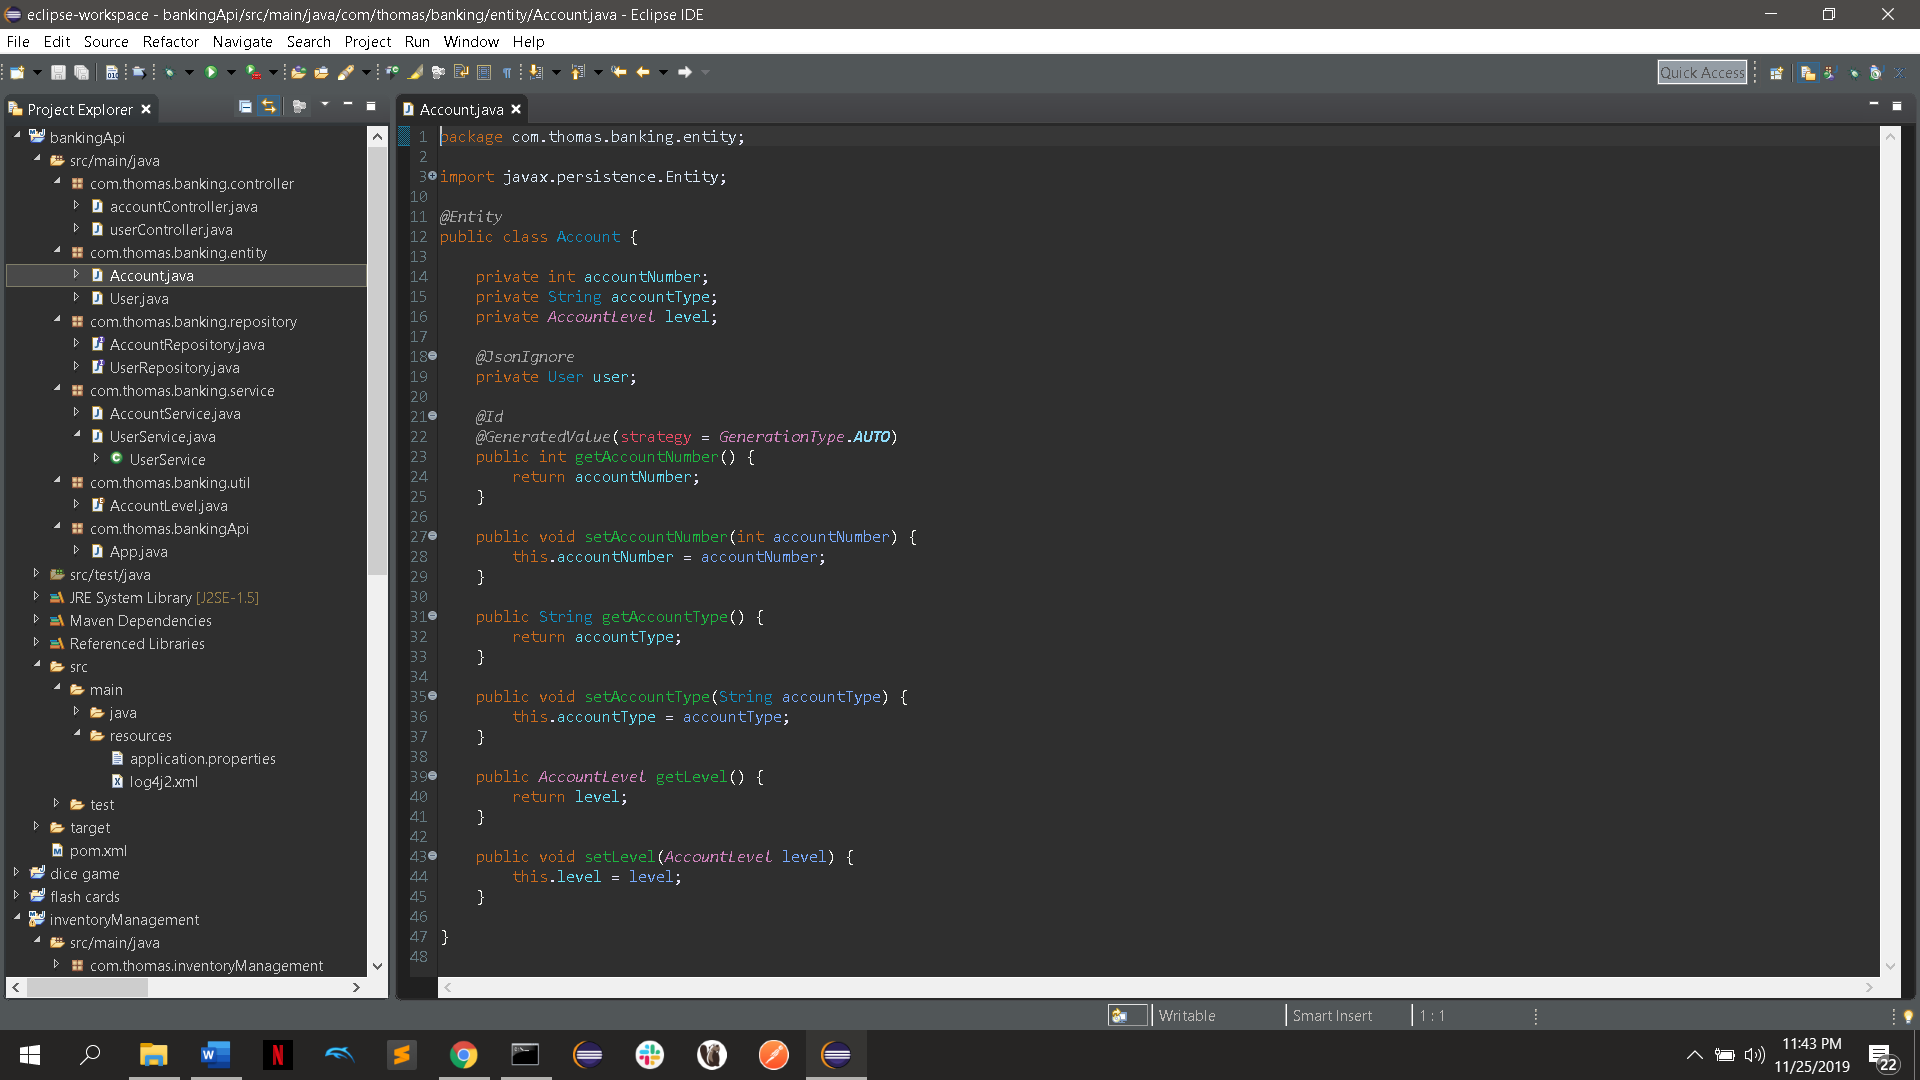 eclipse-workspace - bankingApi/src/main/java/com/thomas/banking/entity/Account.java - Eclipse IDE
File Edit Source Refactor Navigate Search Project Run Window Help
Quick Access
Project Explorer
bankingApi
src/main/java
com.thomas.banking.controller
accountController.java
userController.java
com.thomas.banking.entity
Account.java
User.java
com.thomas.banking.repository
AccountRepository.java
UserRepository.java
com.thomas.banking.service
AccountService.java
UserService.java
UserService
com.thomas.banking.util
AccountLevel.java
com.thomas.bankingApi
App.java
src/test/java
JRE System Library [J2SE-1.5]
Maven Dependencies
Referenced Libraries
src
main
java
resources
application.properties
log4j2.xml
test
target
pom.xml
dice game
flash cards
inventoryManagement
src/main/java
com.thomas.inventoryManagement
Account.java
1 package com.thomas.banking.entity;
2
3 import javax.persistence.Entity;
10
11 @Entity
12 public class Account {
13
14 private int accountNumber;
15 private String accountType;
16 private AccountLevel level;
17
18 @JsonIgnore
19 private User user;
20
21 @Id
22 @GeneratedValue(strategy = GenerationType.AUTO)
23 public int getAccountNumber() {
24 return accountNumber;
25 }
26
27 public void setAccountNumber(int accountNumber) {
28 this.accountNumber = accountNumber;
29 }
30
31 public String getAccountType() {
32 return accountType;
33 }
34
35 public void setAccountType(String accountType) {
36 this.accountType = accountType;
37 }
38
39 public AccountLevel getLevel() {
40 return level;
41 }
42
43 public void setLevel(AccountLevel level) {
44 this.level = level;
45 }
46
47 }
48
Writable Smart Insert 1 : 1
11:43 PM
11/25/2019
22